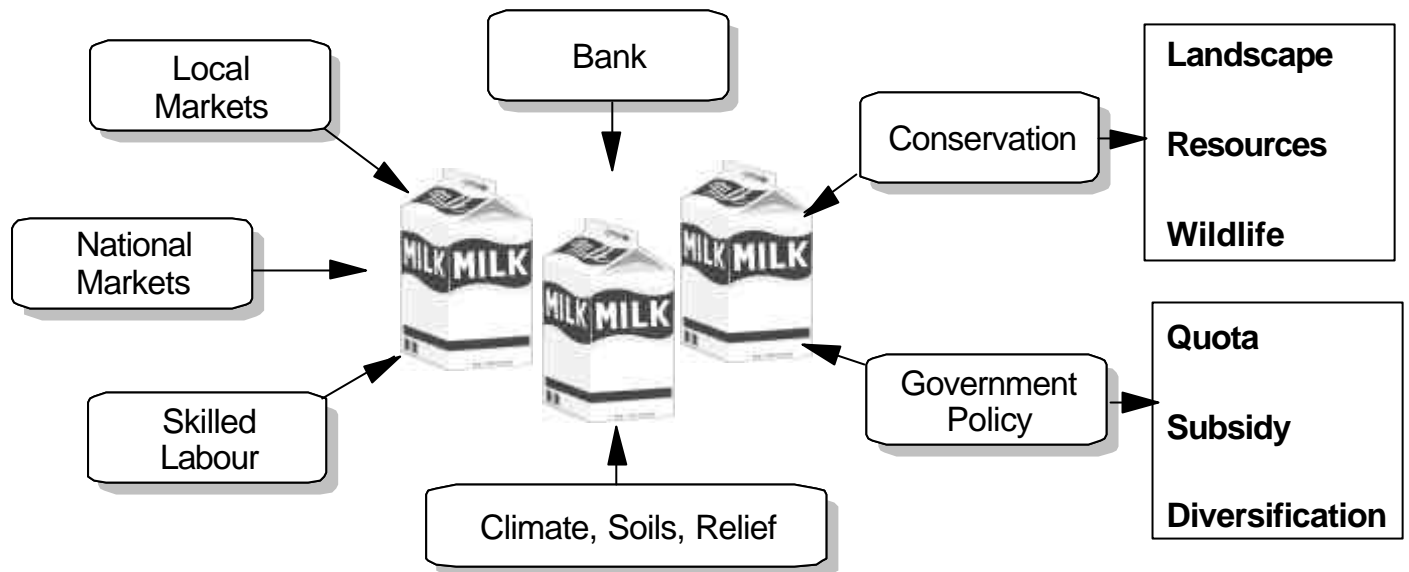 Local
Markets
Bank
Conservation
Landscape
Resources
Wildlife
National
Markets
MILK MILK
MILK MILK
MILK MILK
Skilled
Labour
Climate, Soils, Relief
Government
Policy
Quota
Subsidy
Diversification